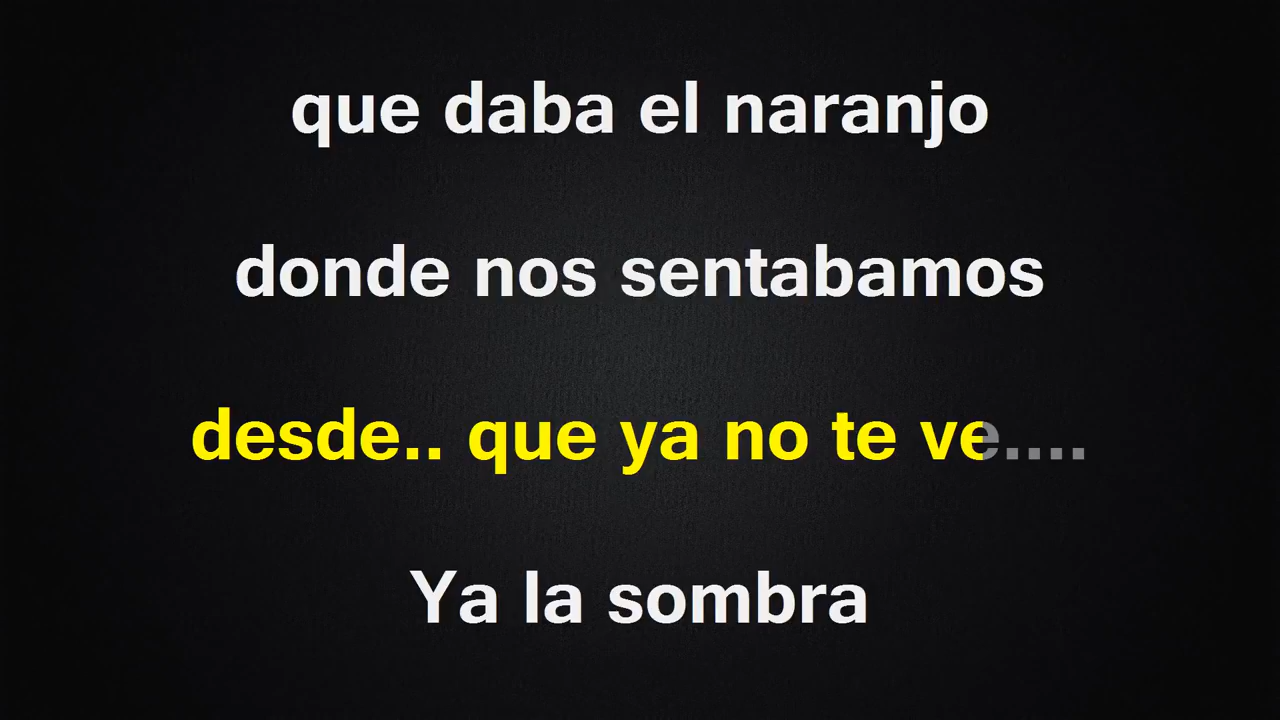 que daba el naranjo
donde nos sentabamos
desde.. que ya no te ve....
Ya la sombra